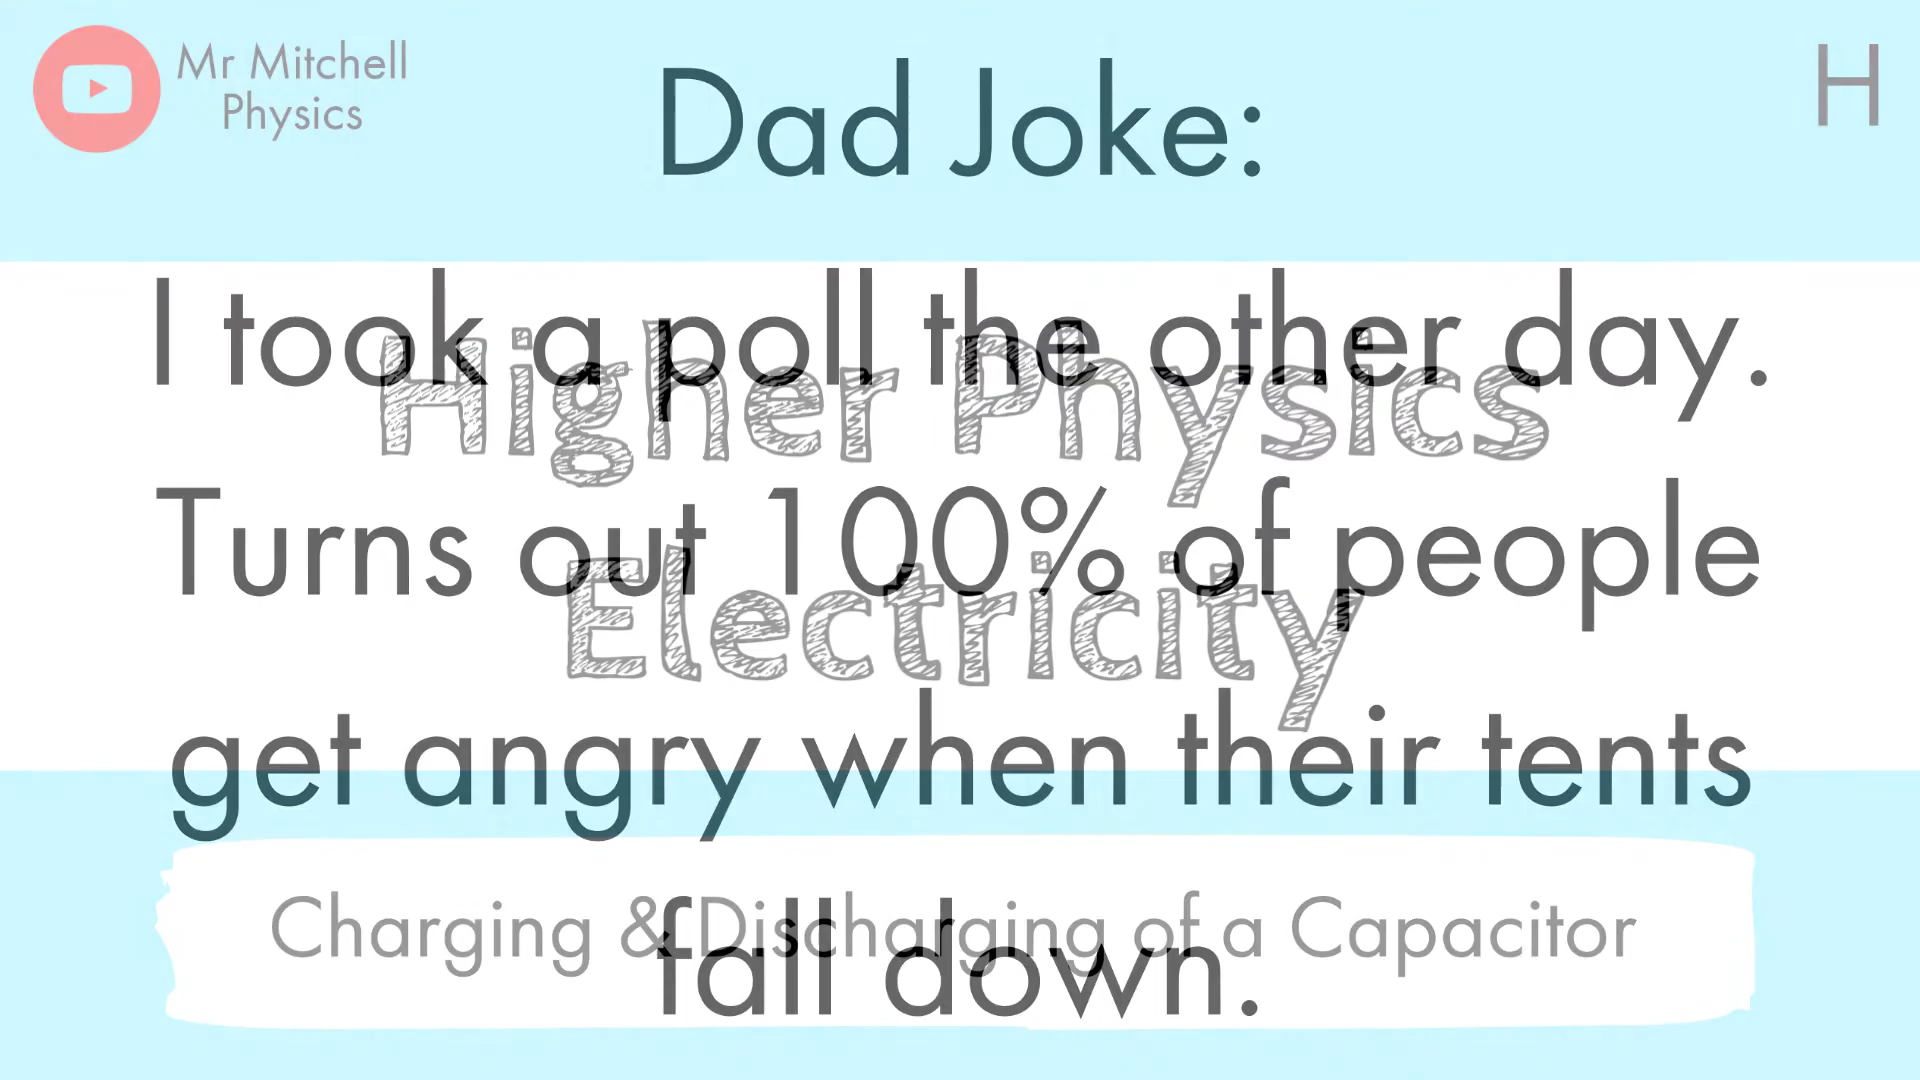 Mr Mitchell
Physics
H
Dad Joke:
I took a poll the other day.
Turns out 100% of people
get angry when their tents
fall down.
Higher Physics
Electricity
Charging & Discharging of a Capacitor